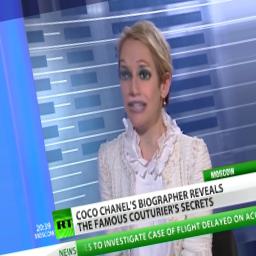 MOSCOW
COCO CHANEL'S BIOGRAPHER REVEALS
THE FAMOUS COUTURIER'S SECRETS
20:39
MOSCOW
RT
NEWS
S TO INVESTIGATE CASE OF FLIGHT DELAYED ON AC